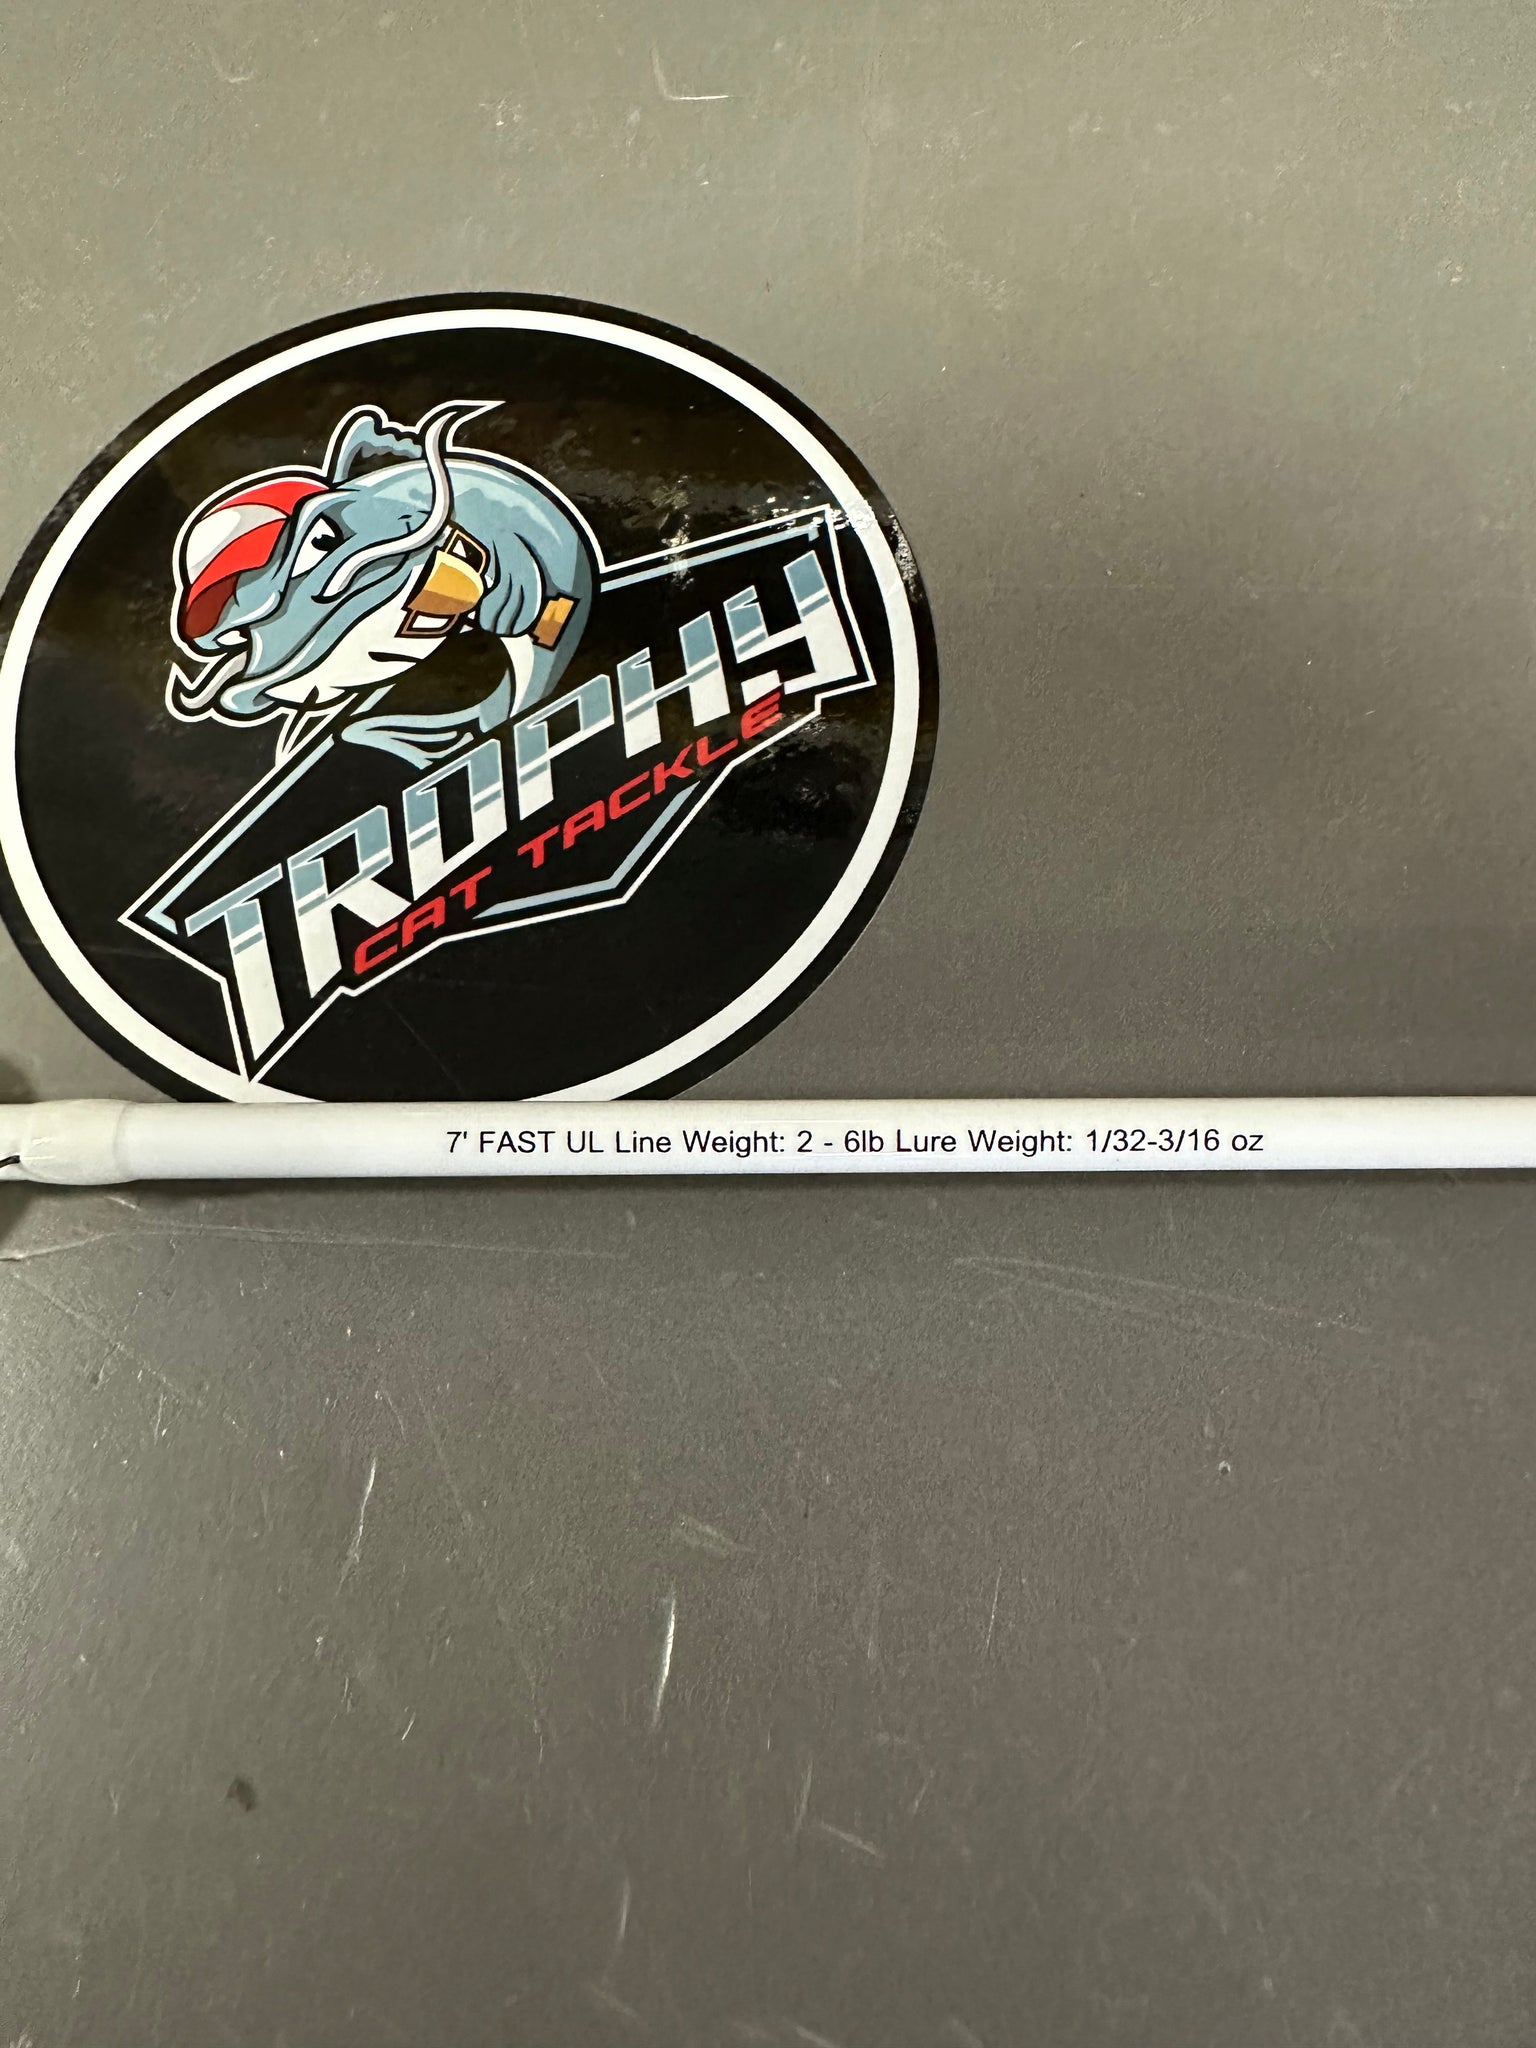 TROPHY
CAT TACKLE
7' FAST UL Line Weight: 2 - 6lb Lure Weight: 1/32-3/16 oz